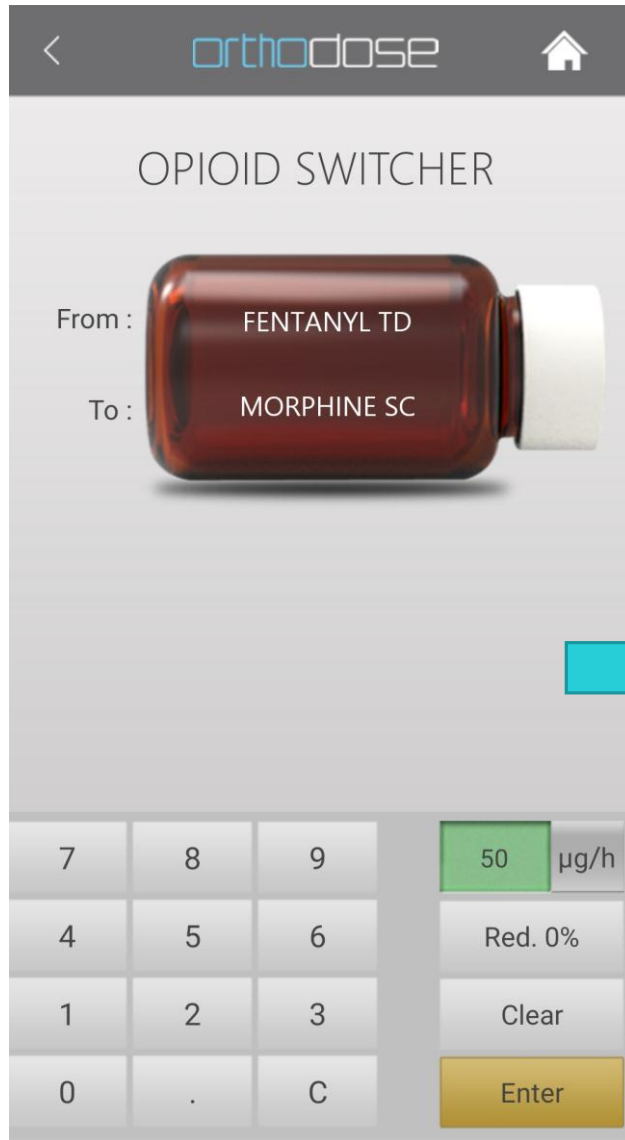 orthodose
OPIOID SWITCHER
From : FENTANYL TD
To : MORPHINE SC
7 8 9 50 µg/h
4 5 6 Red. 0%
1 2 3 Clear
0 . C Enter